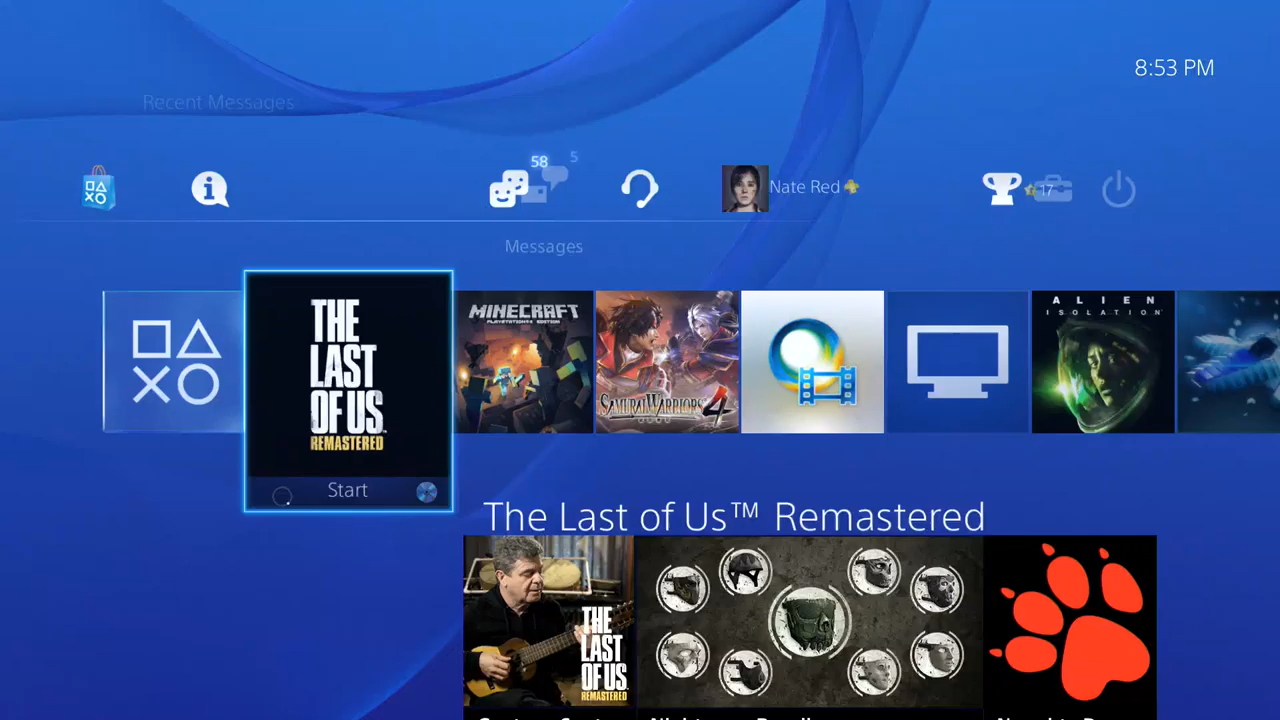 8:53 PM
Recent Messages
58
5
Nate Red
17
Messages
THE
LAST
OF US
REMASTERED
MINECRAFT
PLAYSTATION®4 EDITION
SAMURAI WARRIORS 4
ALIEN
ISOLATION
Start
The Last of Us™ Remastered
THE
LAST
OF US
REMASTERED